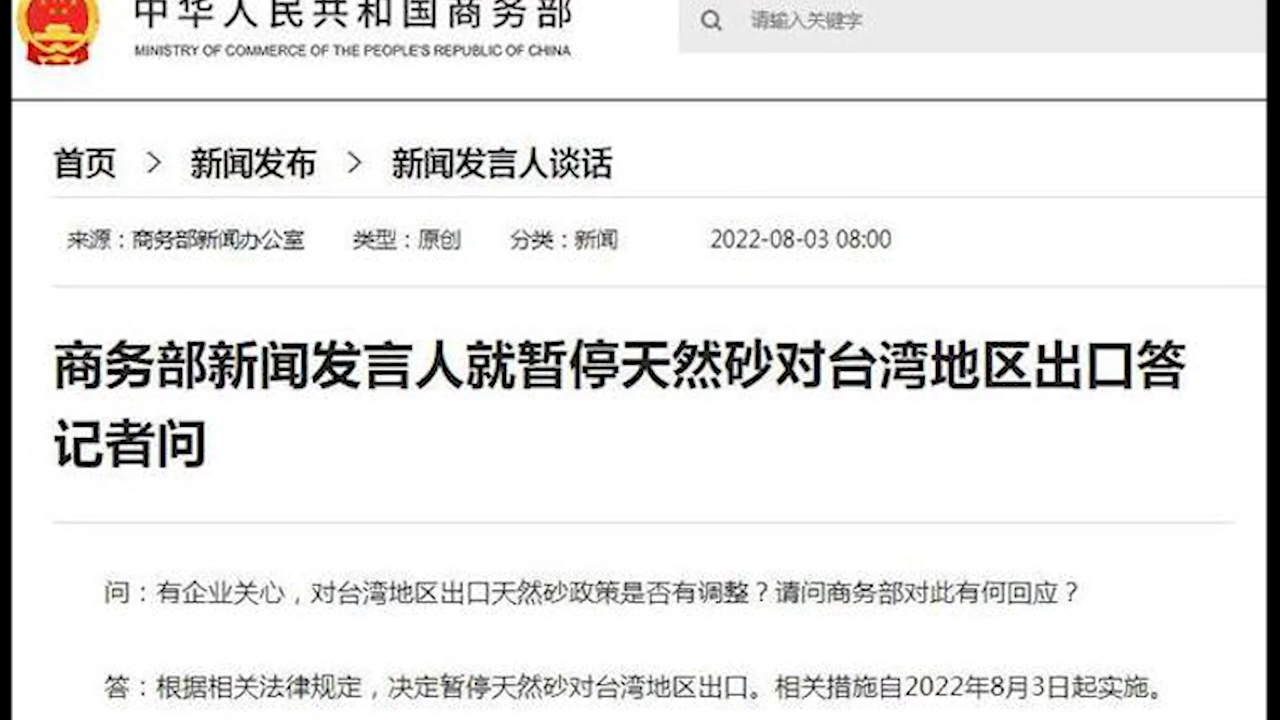 中华人民共和国商务部
请输入关键字
MINISTRY OF COMMERCE OF THE PEOPLE'S REPUBLIC OF CHINA
首页 > 新闻发布 > 新闻发言人谈话
来源：商务部新闻办公室 类型：原创 分类：新闻 2022-08-03 08:00
商务部新闻发言人就暂停天然砂对台湾地区出口答
记者问
问：有企业关心，对台湾地区出口天然砂政策是否有调整？请问商务部对此有何回应？
答：根据相关法律规定，决定暂停天然砂对台湾地区出口。相关措施自2022年8月3日起实施。